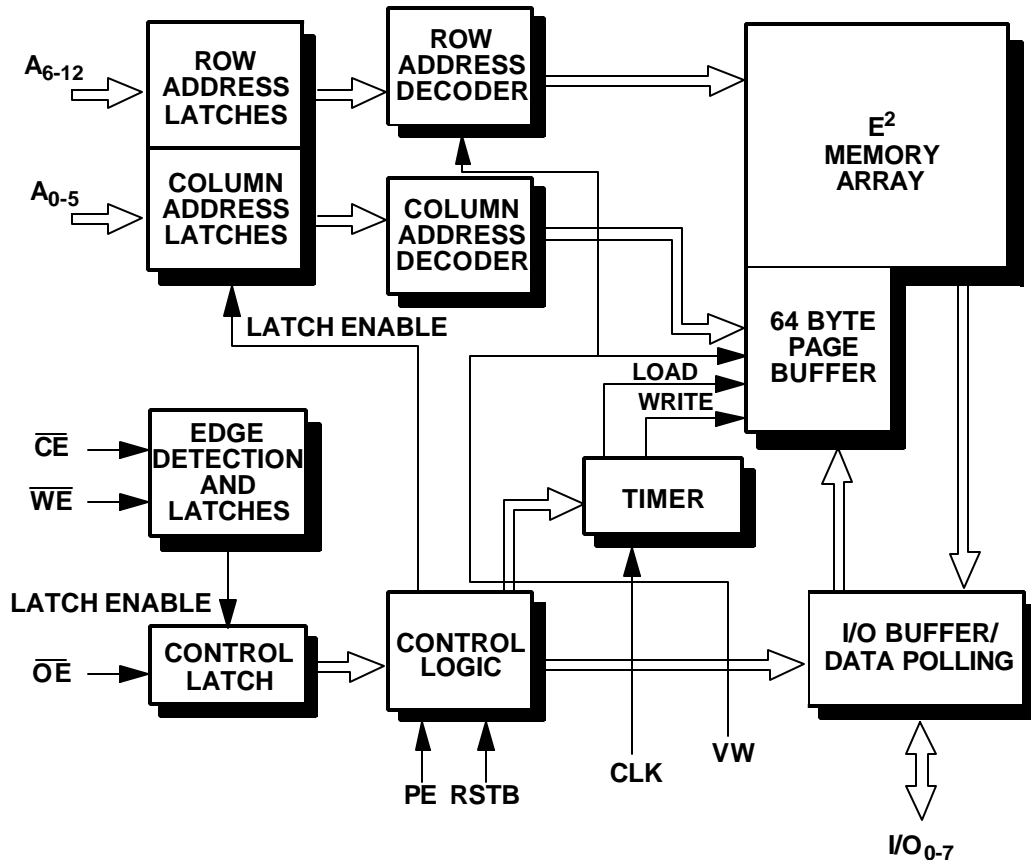 A6-12
ROW
ADDRESS
LATCHES
ROW
ADDRESS
DECODER
E2
MEMORY
ARRAY
A0-5
COLUMN
ADDRESS
LATCHES
COLUMN
ADDRESS
DECODER
64 BYTE
PAGE
BUFFER
LATCH ENABLE
LOAD
WRITE
CE
WE
EDGE
DETECTION
AND
LATCHES
TIMER
LATCH ENABLE
OE
CONTROL
LATCH
CONTROL
LOGIC
I/O BUFFER/
DATA POLLING
PE
RSTB
CLK
VW
I/O0-7